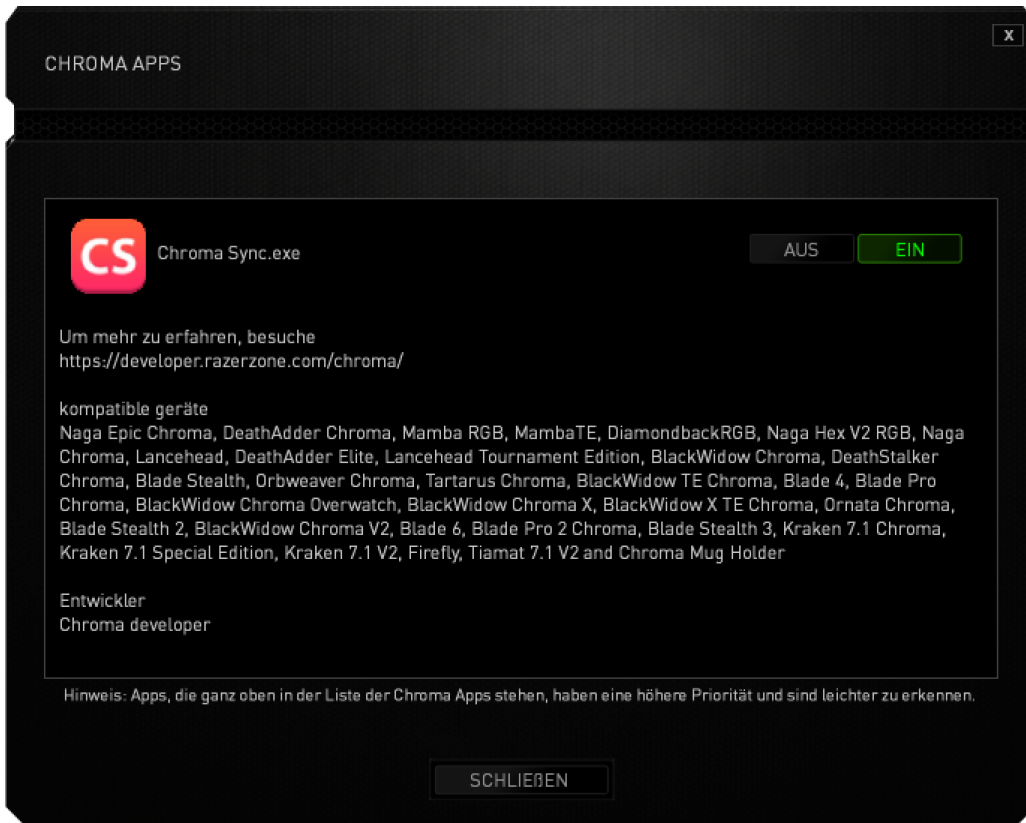 X
CHROMA APPS
CS
Chroma Sync.exe
AUS
EIN
Um mehr zu erfahren, besuche
https://developer.razerzone.com/chroma/
kompatible geräte
Naga Epic Chroma, DeathAdder Chroma, Mamba RGB, MambaTE, DiamondbackRGB, Naga Hex V2 RGB, Naga
Chroma, Lancehead, DeathAdder Elite, Lancehead Tournament Edition, BlackWidow Chroma, DeathStalker
Chroma, Blade Stealth, Orbweaver Chroma, Tartarus Chroma, BlackWidow TE Chroma, Blade 4, Blade Pro
Chroma, BlackWidow Chroma Overwatch, BlackWidow Chroma X, BlackWidow X TE Chroma, Ornata Chroma,
Blade Stealth 2, BlackWidow Chroma V2, Blade 6, Blade Pro 2 Chroma, Blade Stealth 3, Kraken 7.1 Chroma,
Kraken 7.1 Special Edition, Kraken 7.1 V2, Firefly, Tiamat 7.1 V2 and Chroma Mug Holder
Entwickler
Chroma developer
Hinweis: Apps, die ganz oben in der Liste der Chroma Apps stehen, haben eine höhere Priorität und sind leichter zu erkennen.
SCHLIEßEN